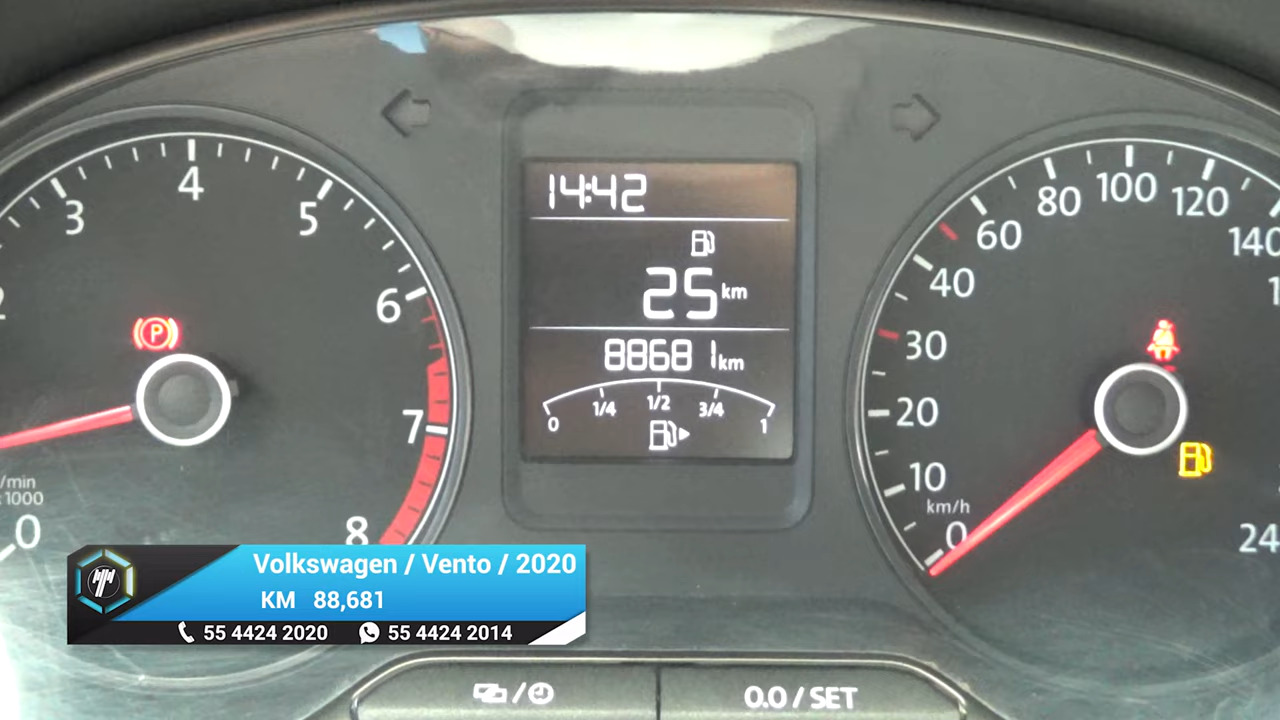 14:42
25 km
88681 km
0 1/4 1/2 3/4 1
3 4 5 6 7 8
/min
x1000
0
P
0 10 20 30 40 60 80 100 120 140
km/h
24
Volkswagen / Vento / 2020
KM 88,681
55 4424 2020 55 4424 2014
0.0 / SET